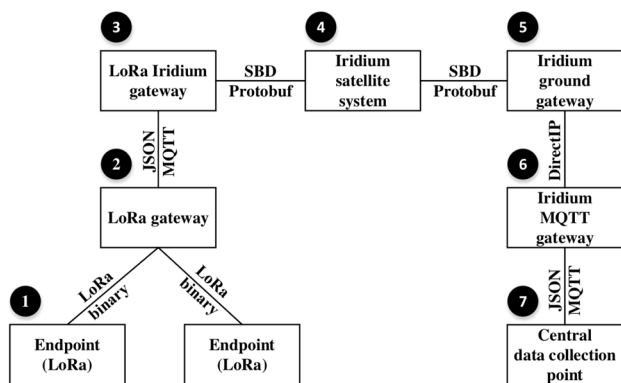 3
4
5
LoRa Iridium
gateway
SBD
Protobuf
Iridium
satellite
system
SBD
Protobuf
Iridium
ground
gateway
JSON
MQTT
DirectIP
2
6
LoRa gateway
Iridium
MQTT
gateway
LoRa
binary
LoRa
binary
JSON
MQTT
1
7
Endpoint
(LoRa)
Endpoint
(LoRa)
Central
data collection
point